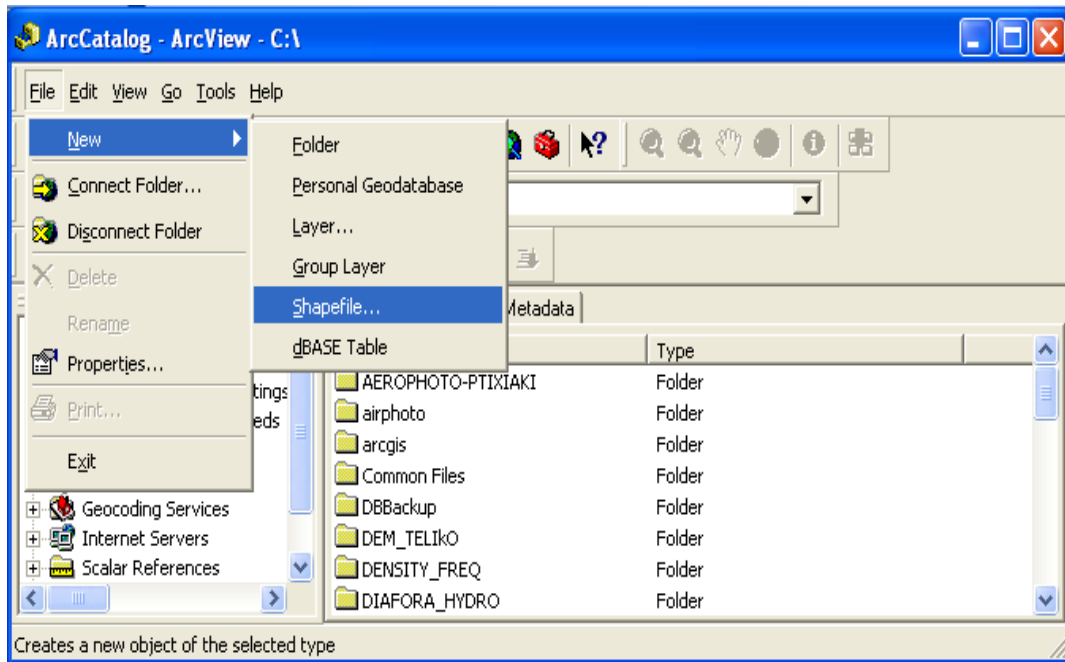 ArcCatalog - ArcView - C:\
File Edit View Go Tools Help
New
Connect Folder...
Disconnect Folder
Delete
Rename
Properties...
Print...
Exit
Folder
Personal Geodatabase
Layer...
Group Layer
Shapefile...
dBASE Table
Metadata
Type
AEROPHOTO-PTIXIAKI Folder
airphoto Folder
arcgis Folder
Common Files Folder
DBBackup Folder
DEM_TELIkO Folder
DENSITY_FREQ Folder
DIAFORA_HYDRO Folder
tings
eds
Geocoding Services
Internet Servers
Scalar References
Creates a new object of the selected type